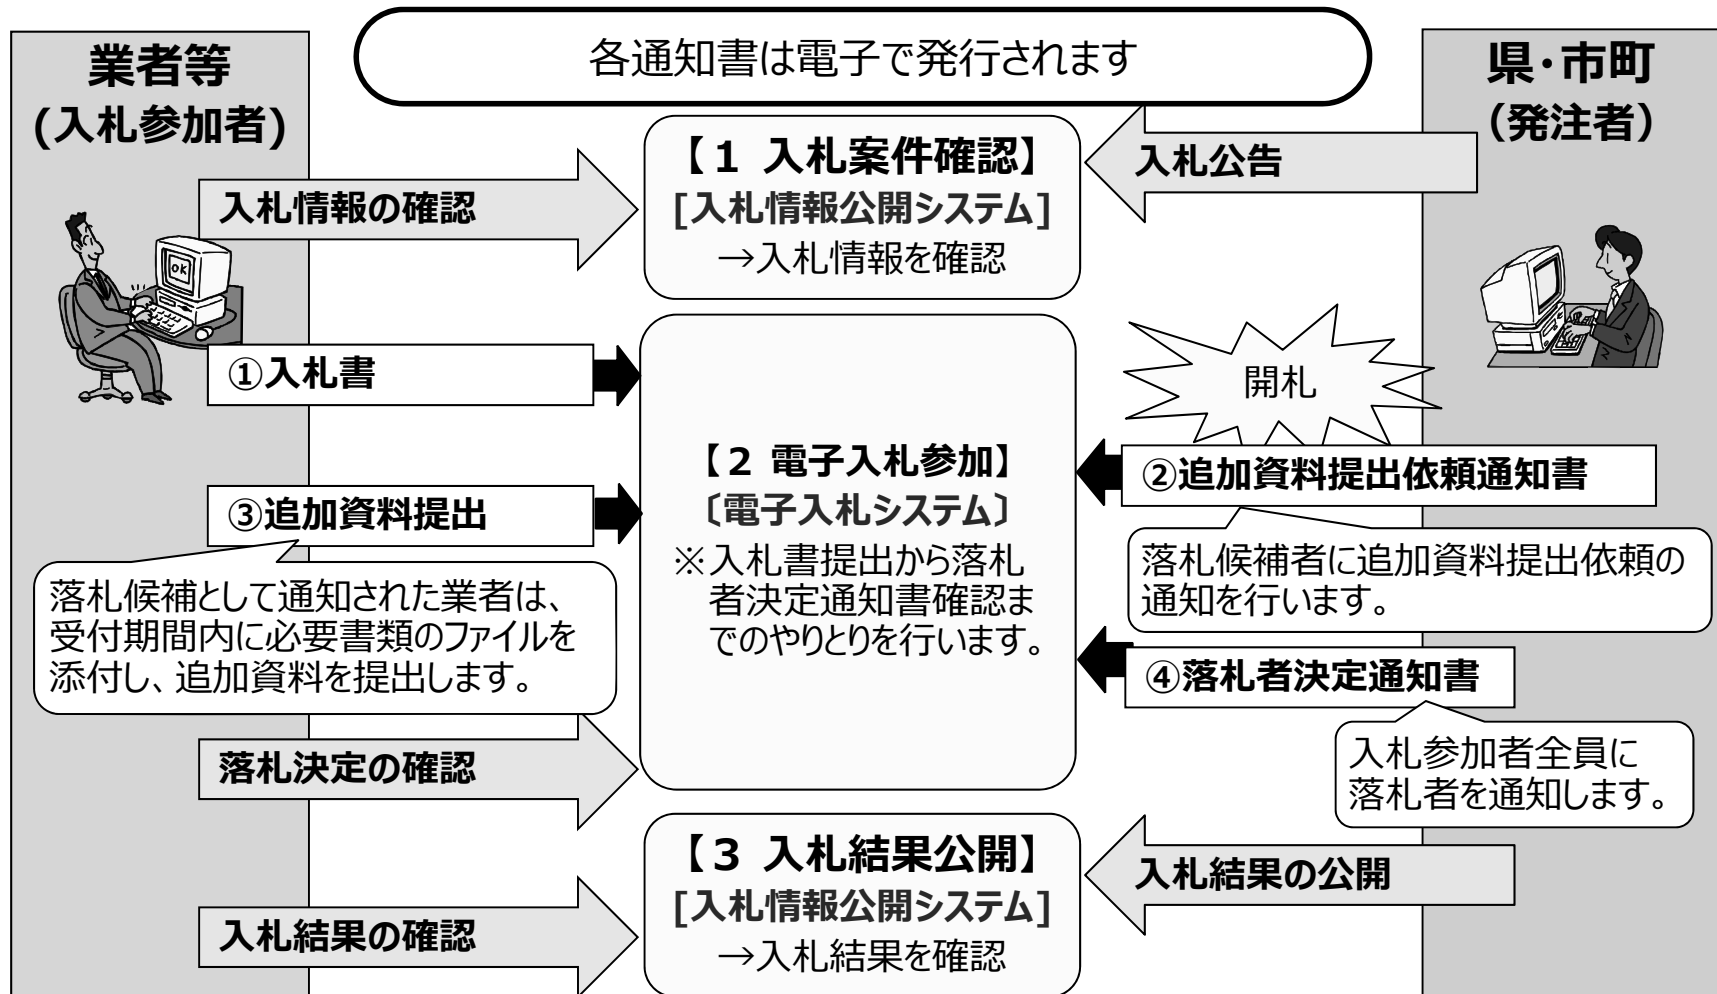 各通知書は電子で発行されます
業者等
(入札参加者)
県･市町
(発注者)
【１ 入札案件確認】
[入札情報公開システム]
→入札情報を確認
入札公告
入札情報の確認
OK
①入札書
開札
【２ 電子入札参加】
〔電子入札システム〕
※入札書提出から落札
者決定通知書確認ま
でのやりとりを行います。
②追加資料提出依頼通知書
落札候補者に追加資料提出依頼の
通知を行います。
③追加資料提出
落札候補として通知された業者は、
受付期間内に必要書類のファイルを
添付し、追加資料を提出します。
④落札者決定通知書
入札参加者全員に
落札者を通知します。
落札決定の確認
【３ 入札結果公開】
[入札情報公開システム]
→入札結果を確認
入札結果の公開
入札結果の確認